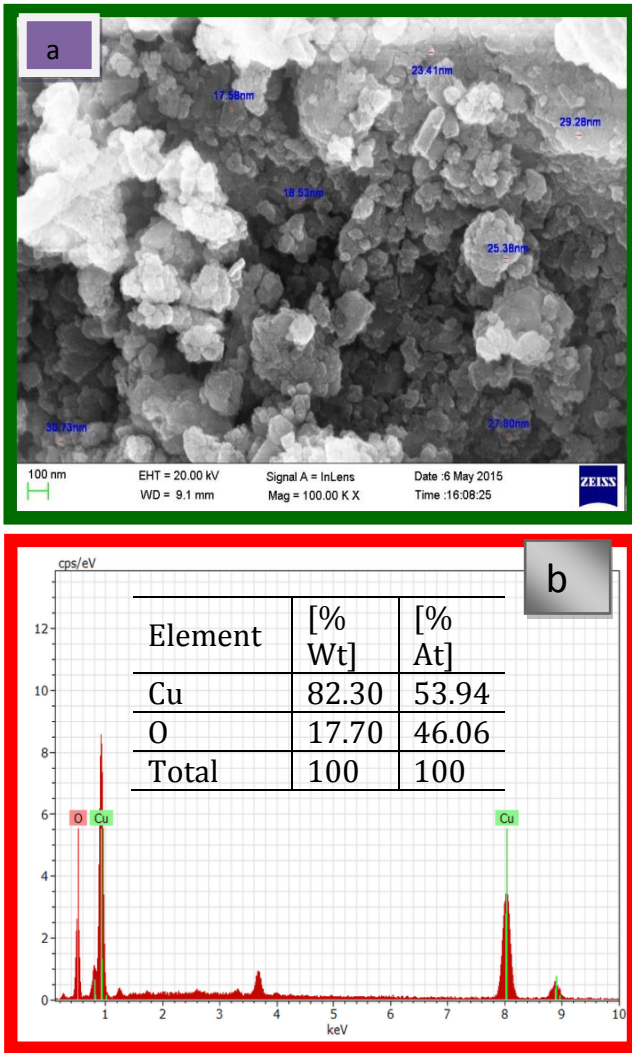 a
23.41nm
17.58nm
29.28nm
18.53nm
25.38nm
30.73nm
27.80nm
100 nm
EHT = 20.00 kV
Signal A = InLens
Date :6 May 2015
WD = 9.1 mm
Mag = 100.00 K X
Time :16:08:25
ZEISS
b
cps/eV
Element [% Wt] [% At]
Cu 82.30 53.94
O 17.70 46.06
Total 100 100
12
10
8
6
4
2
0
O Cu Cu
1 2 3 4 5 6 7 8 9 10
keV